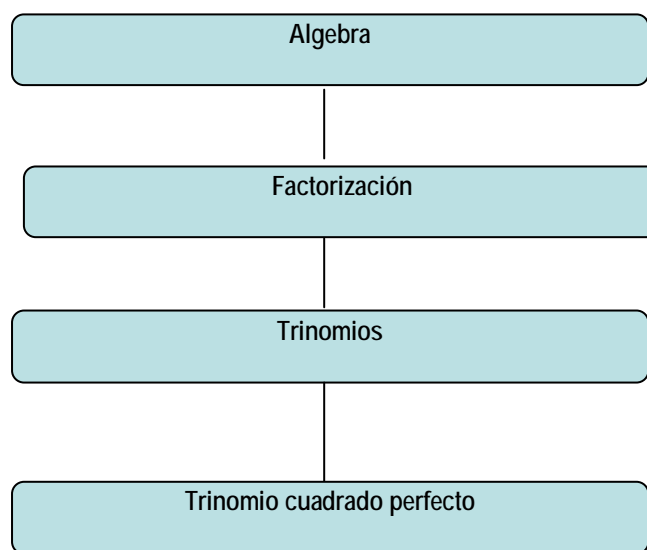 Algebra
Factorización
Trinomios
Trinomio cuadrado perfecto